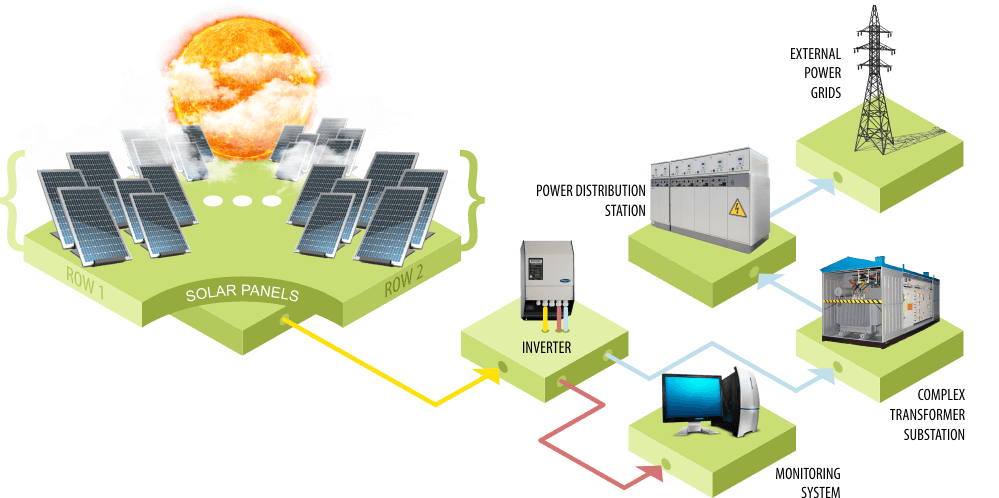 EXTERNAL
POWER
GRIDS
POWER DISTRIBUTION
STATION
ROW 1
SOLAR PANELS
ROW 2
INVERTER
COMPLEX
TRANSFORMER
SUBSTATION
MONITORING
SYSTEM